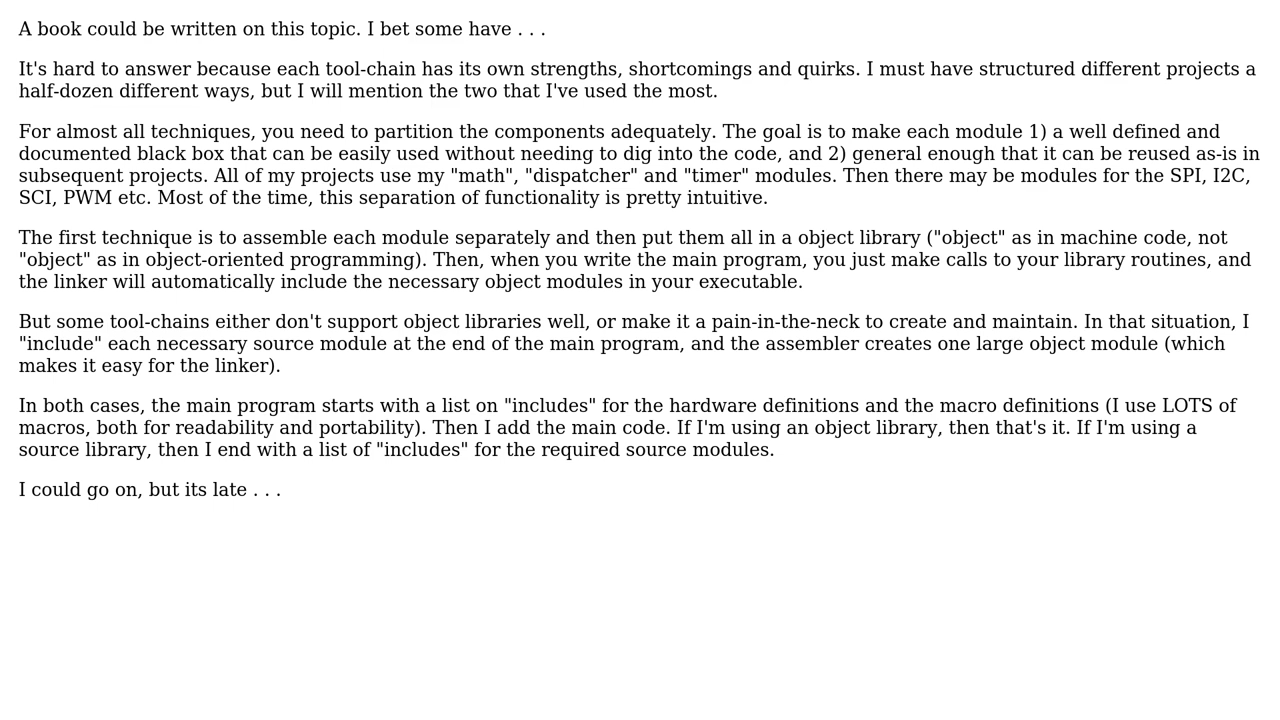 A book could be written on this topic. I bet some have . . .
It's hard to answer because each tool-chain has its own strengths, shortcomings and quirks. I must have structured different projects a
half-dozen different ways, but I will mention the two that I've used the most.
For almost all techniques, you need to partition the components adequately. The goal is to make each module 1) a well defined and
documented black box that can be easily used without needing to dig into the code, and 2) general enough that it can be reused as-is in
subsequent projects. All of my projects use my "math", "dispatcher" and "timer" modules. Then there may be modules for the SPI, I2C,
SCI, PWM etc. Most of the time, this separation of functionality is pretty intuitive.
The first technique is to assemble each module separately and then put them all in a object library ("object" as in machine code, not
"object" as in object-oriented programming). Then, when you write the main program, you just make calls to your library routines, and
the linker will automatically include the necessary object modules in your executable.
But some tool-chains either don't support object libraries well, or make it a pain-in-the-neck to create and maintain. In that situation, I
"include" each necessary source module at the end of the main program, and the assembler creates one large object module (which
makes it easy for the linker).
In both cases, the main program starts with a list on "includes" for the hardware definitions and the macro definitions (I use LOTS of
macros, both for readability and portability). Then I add the main code. If I'm using an object library, then that's it. If I'm using a
source library, then I end with a list of "includes" for the required source modules.
I could go on, but its late . . .